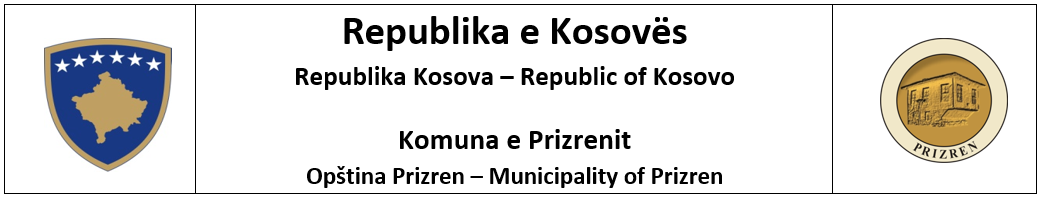 Republika e Kosovës
Republika Kosova – Republic of Kosovo
Komuna e Prizrenit
Opština Prizren – Municipality of Prizren
PRIZREN